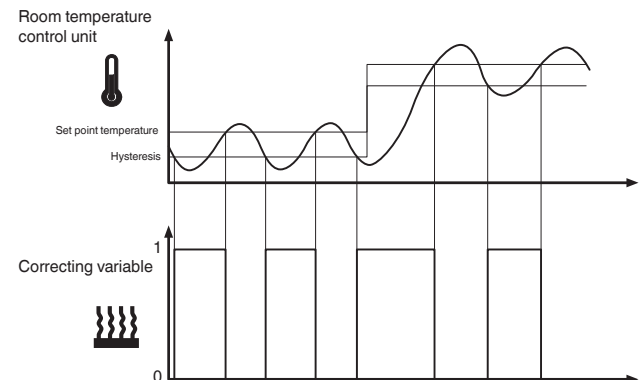 Room temperature
control unit
Set point temperature
Hysteresis
1
Correcting variable
0